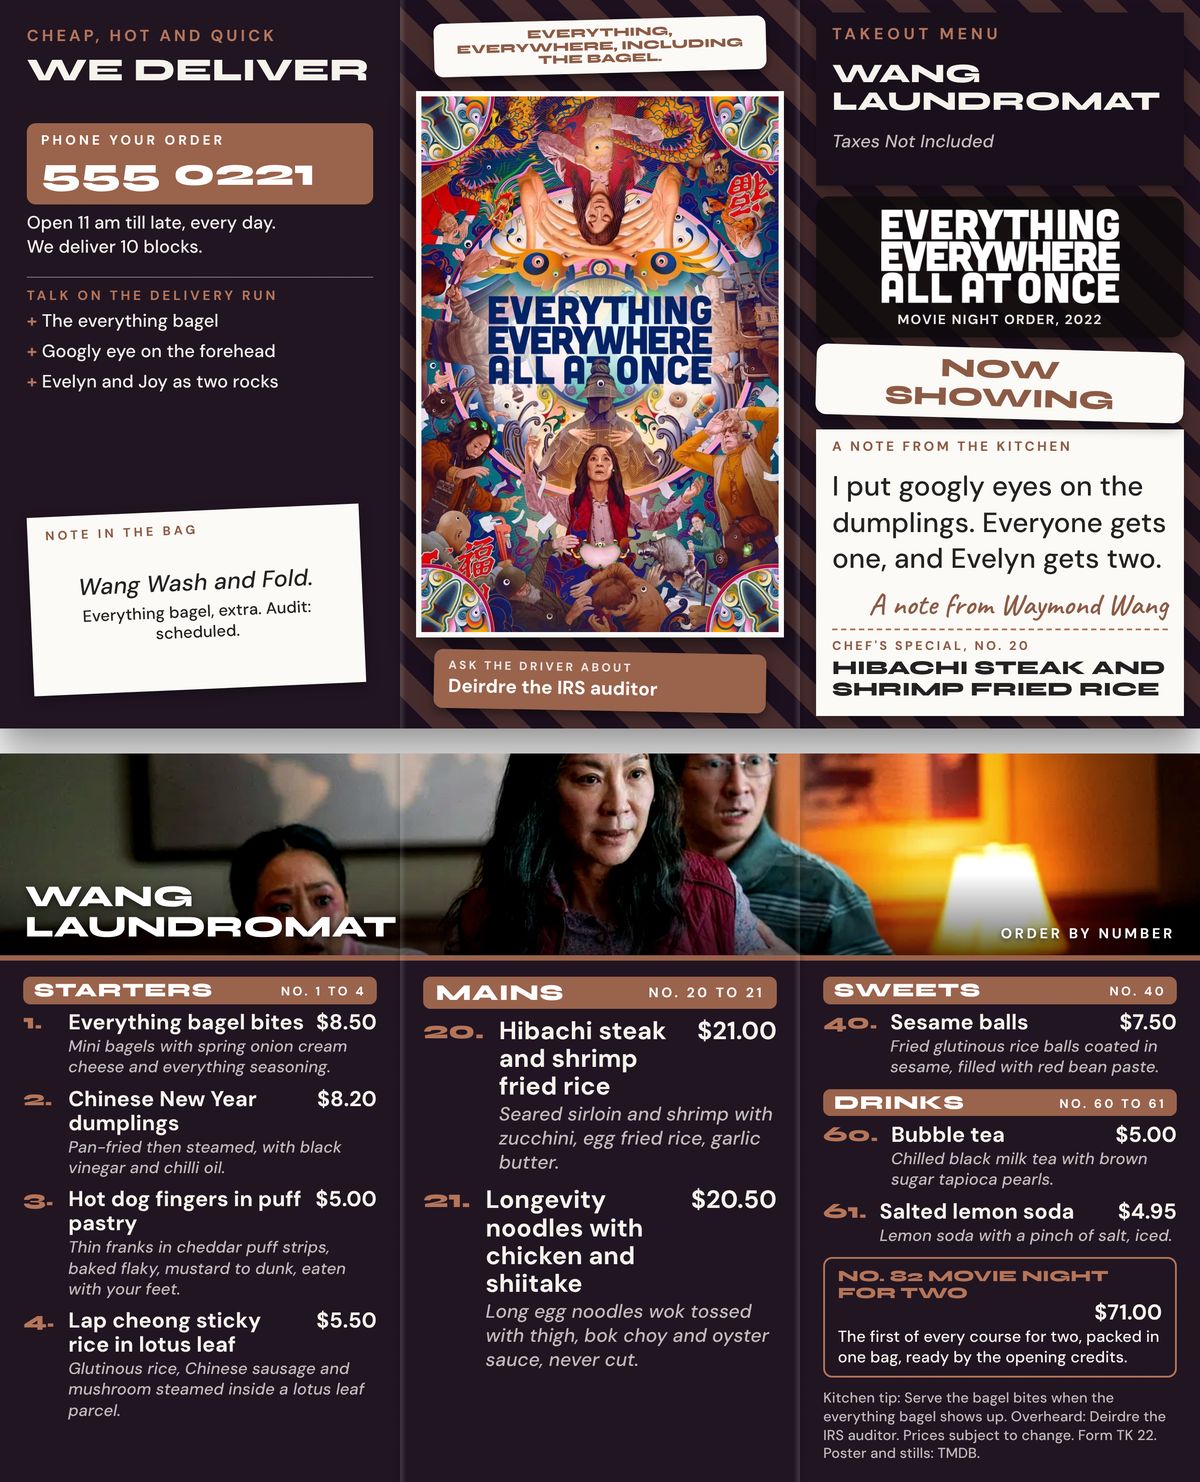 CHEAP, HOT AND QUICK
WE DELIVER
PHONE YOUR ORDER
555 0221
Open 11 am till late, every day.
We deliver 10 blocks.
TALK ON THE DELIVERY RUN
+ The everything bagel
+ Googly eye on the forehead
+ Evelyn and Joy as two rocks
NOTE IN THE BAG
Wang Wash and Fold.
Everything bagel, extra. Audit:
scheduled.
EVERYTHING,
EVERYWHERE, INCLUDING
THE BAGEL.
福
EVERYTHING
EVERYWHERE
ALL AT ONCE
福
ASK THE DRIVER ABOUT
Deirdre the IRS auditor
TAKEOUT MENU
WANG
LAUNDROMAT
Taxes Not Included
EVERYTHING
EVERYWHERE
ALL AT ONCE
MOVIE NIGHT ORDER, 2022
NOW
SHOWING
A NOTE FROM THE KITCHEN
I put googly eyes on the
dumplings. Everyone gets
one, and Evelyn gets two.
A note from Waymond Wang
CHEF'S SPECIAL, NO. 20
HIBACHI STEAK AND
SHRIMP FRIED RICE
WANG
LAUNDROMAT
ORDER BY NUMBER
STARTERS NO. 1 TO 4
1. Everything bagel bites $8.50
Mini bagels with spring onion cream
cheese and everything seasoning.
2. Chinese New Year $8.20
dumplings
Pan-fried then steamed, with black
vinegar and chilli oil.
3. Hot dog fingers in puff $5.00
pastry
Thin franks in cheddar puff strips,
baked flaky, mustard to dunk, eaten
with your feet.
4. Lap cheong sticky $5.50
rice in lotus leaf
Glutinous rice, Chinese sausage and
mushroom steamed inside a lotus leaf
parcel.
MAINS NO. 20 TO 21
20. Hibachi steak $21.00
and shrimp
fried rice
Seared sirloin and shrimp with
zucchini, egg fried rice, garlic
butter.
21. Longevity $20.50
noodles with
chicken and
shiitake
Long egg noodles wok tossed
with thigh, bok choy and oyster
sauce, never cut.
SWEETS NO. 40
40. Sesame balls $7.50
Fried glutinous rice balls coated in
sesame, filled with red bean paste.
DRINKS NO. 60 TO 61
60. Bubble tea $5.00
Chilled black milk tea with brown
sugar tapioca pearls.
61. Salted lemon soda $4.95
Lemon soda with a pinch of salt, iced.
NO. 82 MOVIE NIGHT
FOR TWO
$71.00
The first of every course for two, packed in
one bag, ready by the opening credits.
Kitchen tip: Serve the bagel bites when the
everything bagel shows up. Overheard: Deirdre the
IRS auditor. Prices subject to change. Form TK 22.
Poster and stills: TMDB.